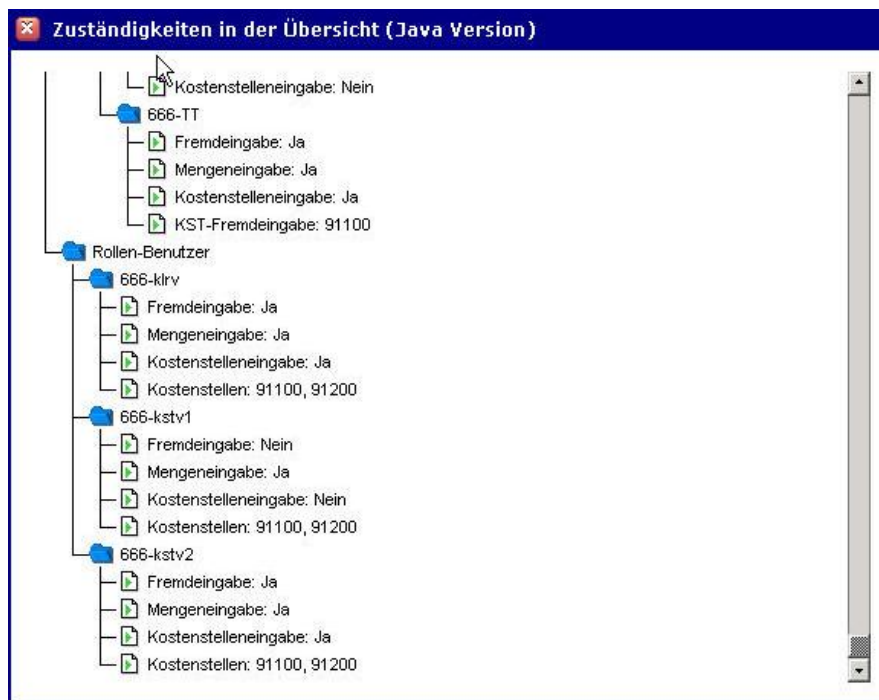 Zuständigkeiten in der Übersicht (Java Version)
Kostenstelleneingabe: Nein
666-TT
Fremdeingabe: Ja
Mengeneingabe: Ja
Kostenstelleneingabe: Ja
KST-Fremdeingabe: 91100
Rollen-Benutzer
666-klrv
Fremdeingabe: Ja
Mengeneingabe: Ja
Kostenstelleneingabe: Ja
Kostenstellen: 91100, 91200
666-kstv1
Fremdeingabe: Nein
Mengeneingabe: Ja
Kostenstelleneingabe: Nein
Kostenstellen: 91100, 91200
666-kstv2
Fremdeingabe: Ja
Mengeneingabe: Ja
Kostenstelleneingabe: Ja
Kostenstellen: 91100, 91200